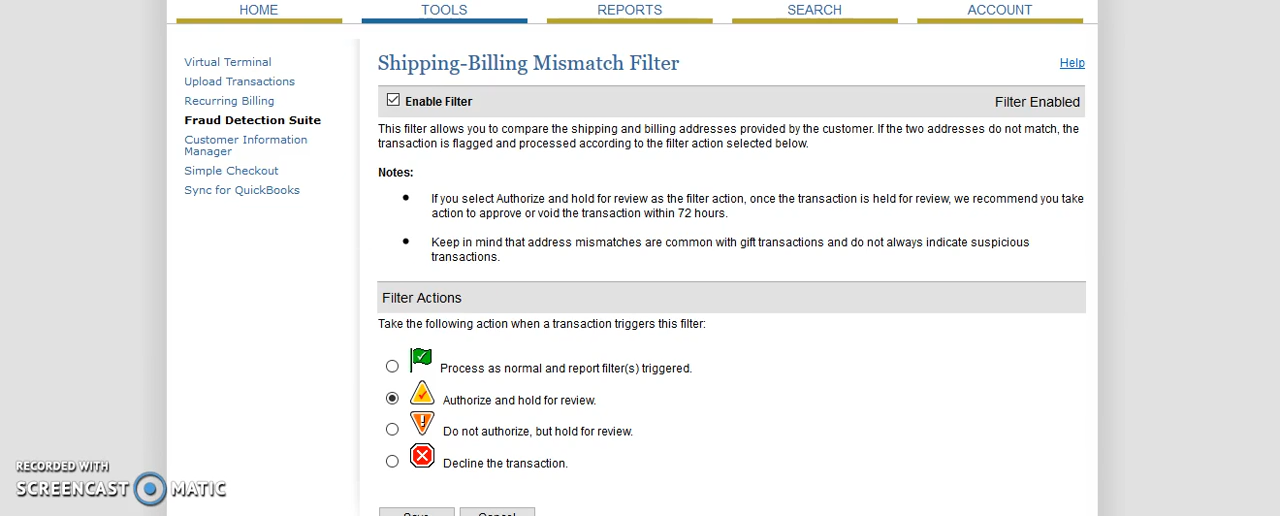 HOME TOOLS REPORTS SEARCH ACCOUNT
Virtual Terminal
Upload Transactions
Recurring Billing
Fraud Detection Suite
Customer Information
Manager
Simple Checkout
Sync for QuickBooks
Shipping-Billing Mismatch Filter Help
Enable Filter Filter Enabled
This filter allows you to compare the shipping and billing addresses provided by the customer. If the two addresses do not match, the
transaction is flagged and processed according to the filter action selected below.
Notes:
If you select Authorize and hold for review as the filter action, once the transaction is held for review, we recommend you take
action to approve or void the transaction within 72 hours.
Keep in mind that address mismatches are common with gift transactions and do not always indicate suspicious
transactions.
Filter Actions
Take the following action when a transaction triggers this filter:
Process as normal and report filter(s) triggered.
Authorize and hold for review.
Do not authorize, but hold for review.
Decline the transaction.
RECORDED WITH
SCREENCAST MATIC